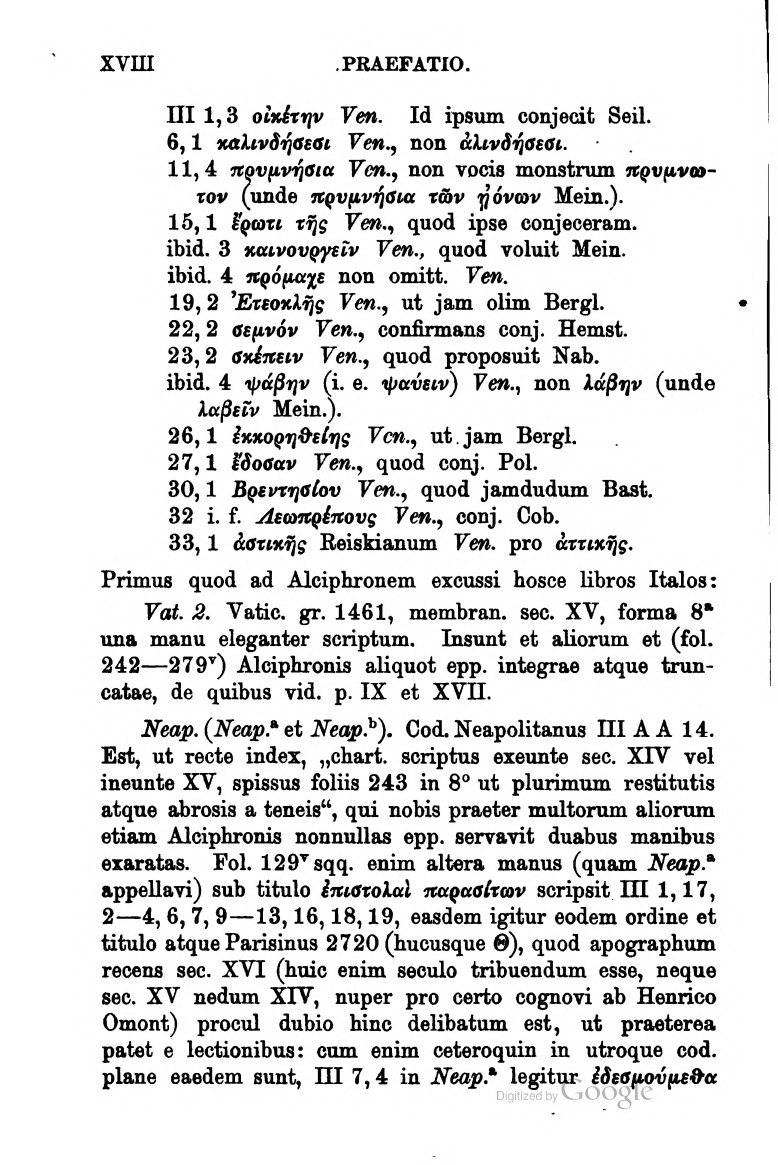 XVIII .PRAEFATIO.
III 1, 3 οἰκέτην Ven. Id ipsum conjecit Seil.
6, 1 καλινδήσεσι Ven., non ἀλινδήσεσι.
11, 4 πρυμνήσια Ven., non vocis monstrum πρυμνω-
τον (unde πρυμνήσια τῶν ᾐόνων Mein.).
15, 1 ἔρωτι τῆς Ven., quod ipse conjeceram.
ibid. 3 καινουργεῖν Ven., quod voluit Mein.
ibid. 4 πρόμαχε non omitt. Ven.
19, 2 Ἐτεοκλῆς Ven., ut jam olim Bergl.
22, 2 σεμνόν Ven., confirmans conj. Hemst.
23, 2 σκέπειν Ven., quod proposuit Nab.
ibid. 4 ψάβην (i. e. ψαύειν) Ven., non λάβην (unde
λαβεῖν Mein.).
26, 1 ἐκκορηθείης Ven., ut jam Bergl.
27, 1 ἔδοσαν Ven., quod conj. Pol.
30, 1 Βρεντησίου Ven., quod jamdudum Bast.
32 i. f. Λεωπρέπους Ven., conj. Cob.
33, 1 ἀστικῆς Reiskianum Ven. pro ἀττικῆς.
Primus quod ad Alciphronem excussi hosce libros Italos:
Vat. 2. Vatic. gr. 1461, membran. sec. XV, forma 8ᵃ
una manu eleganter scriptum. Insunt et aliorum et (fol.
242—279ᵛ) Alciphronis aliquot epp. integrae atque trun-
catae, de quibus vid. p. IX et XVII.
Neap. (Neap.ᵃ et Neap.ᵇ). Cod. Neapolitanus III A A 14.
Est, ut recte index, „chart. scriptus exeunte sec. XIV vel
ineunte XV, spissus foliis 243 in 8° ut plurimum restitutis
atque abrosis a teneis“, qui nobis praeter multorum aliorum
etiam Alciphronis nonnullas epp. servavit duabus manibus
exaratas. Fol. 129ᵛ sqq. enim altera manus (quam Neap.ᵃ
appellavi) sub titulo ἐπιστολαὶ παρασίτων scripsit III 1, 17,
2—4, 6, 7, 9—13, 16, 18, 19, easdem igitur eodem ordine et
titulo atque Parisinus 2720 (hucusque Θ), quod apographum
recens sec. XVI (huic enim seculo tribuendum esse, neque
sec. XV nedum XIV, nuper pro certo cognovi ab Henrico
Omont) procul dubio hinc delibatum est, ut praeterea
patet e lectionibus: cum enim ceteroquin in utroque cod.
plane eaedem sunt, III 7, 4 in Neap.ᵃ legitur ἐδεσμούμεθα
Digitized by Google